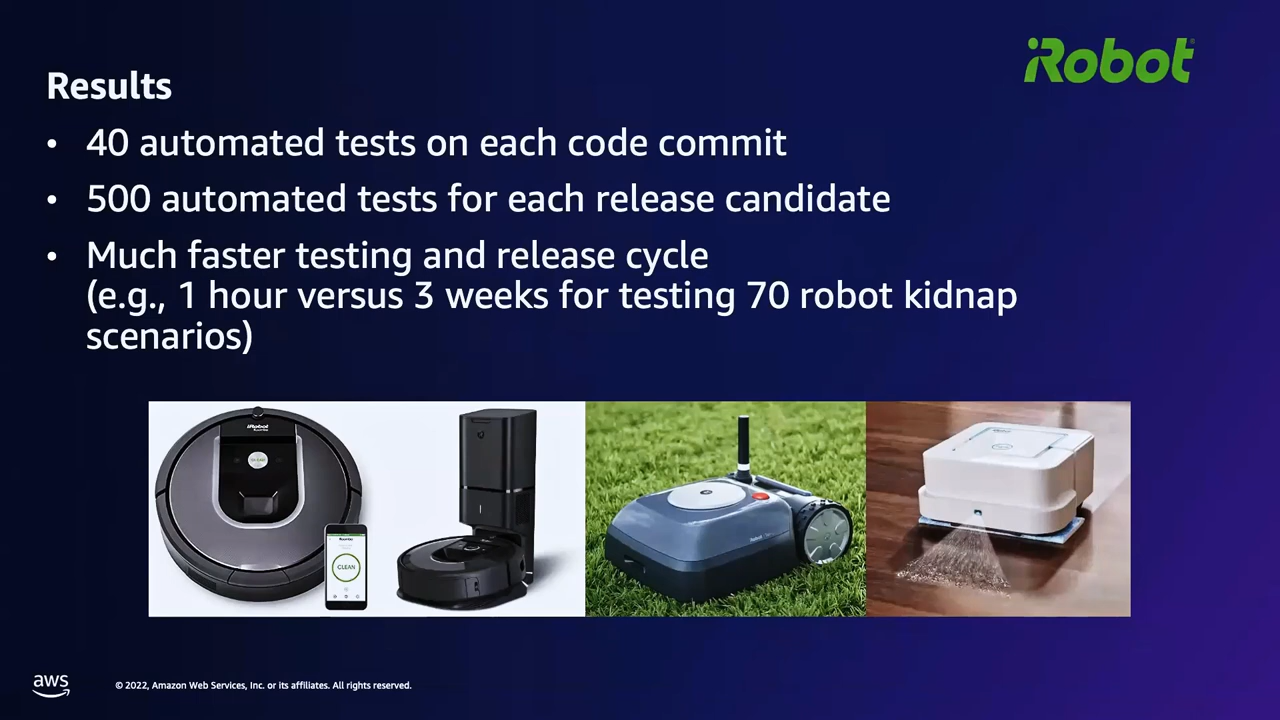 iRobot
Results
• 40 automated tests on each code commit
• 500 automated tests for each release candidate
• Much faster testing and release cycle
(e.g., 1 hour versus 3 weeks for testing 70 robot kidnap
scenarios)
iRobot
CLEAN
aws
© 2022, Amazon Web Services, Inc. or its affiliates. All rights reserved.